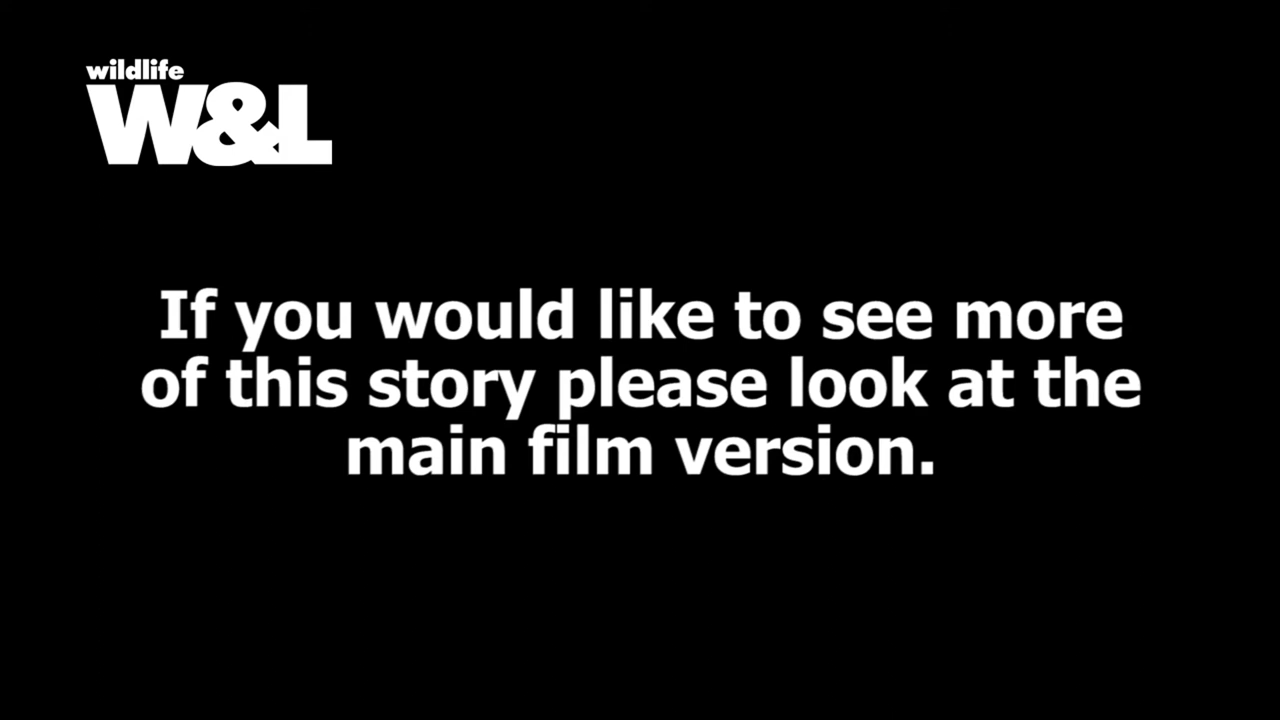 wildlife
W&L
If you would like to see more
of this story please look at the
main film version.